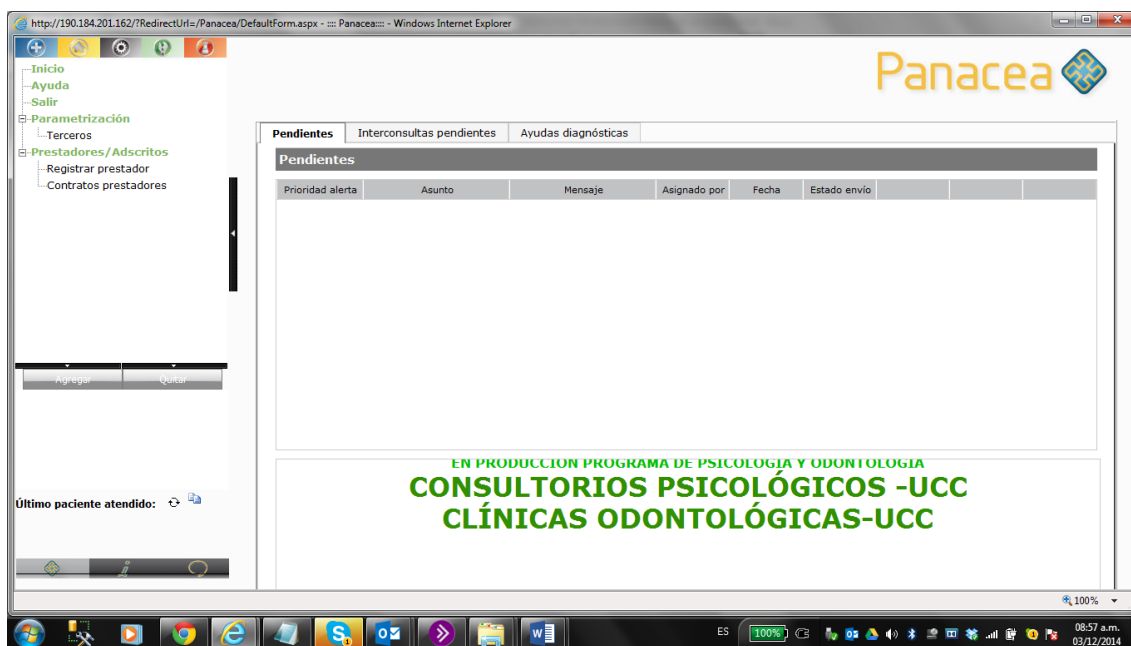 http://190.184.201.162/?RedirectUrl=/Panacea/DefaultForm.aspx - :::: Panacea:::: - Windows Internet Explorer
Inicio
Ayuda
Salir
Parametrización
Terceros
Prestadores/Adscritos
Registrar prestador
Contratos prestadores
Agregar Quitar
Último paciente atendido:
Panacea
Pendientes Interconsultas pendientes Ayudas diagnósticas
Pendientes
Prioridad alerta Asunto Mensaje Asignado por Fecha Estado envío
EN PRODUCCION PROGRAMA DE PSICOLOGIA Y ODONTOLOGIA
CONSULTORIOS PSICOLÓGICOS -UCC
CLÍNICAS ODONTOLÓGICAS-UCC
100%
ES 100% 08:57 a.m.
03/12/2014